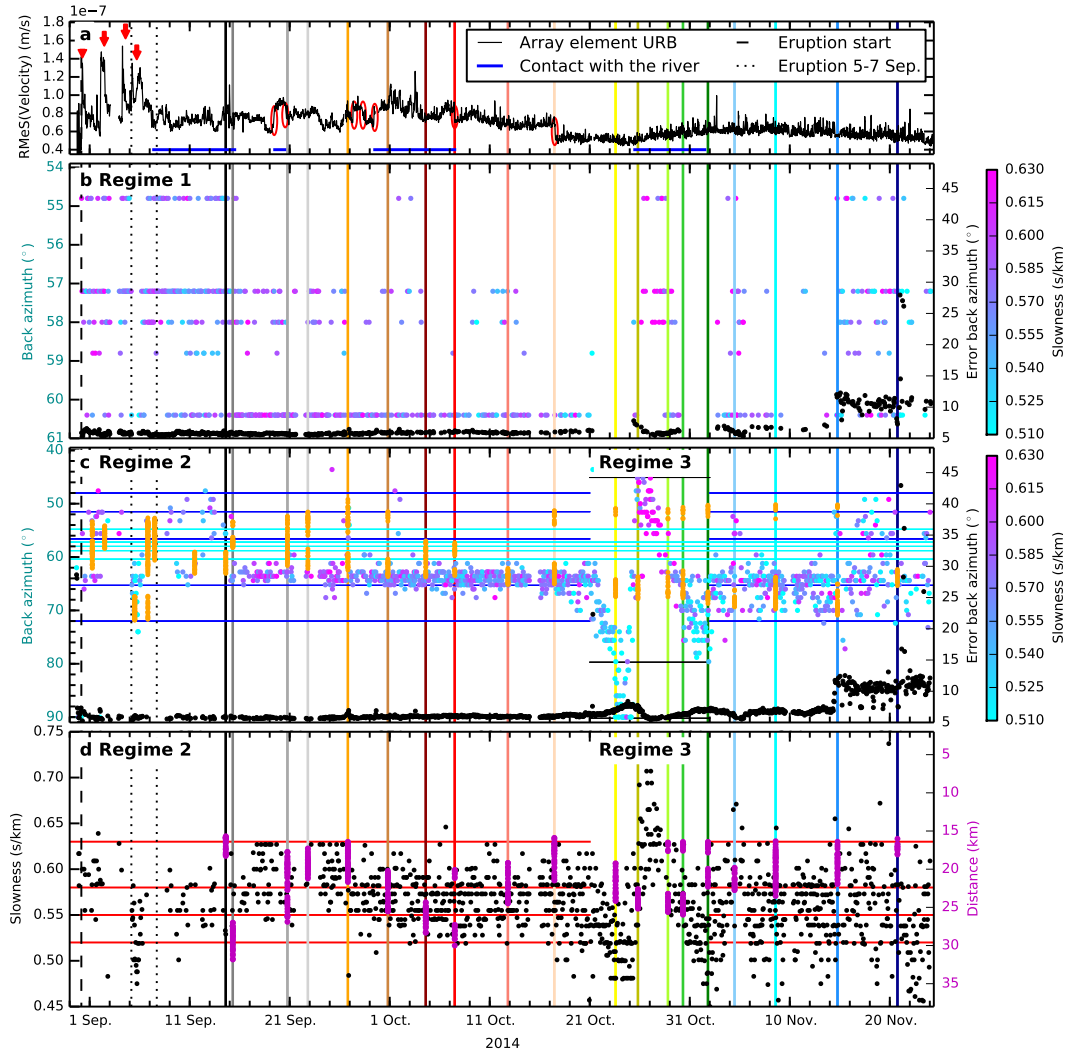 1e−7
a
RMeS(Velocity) (m/s)
1.8
1.6
1.4
1.2
1.0
0.8
0.6
0.4
Array element URB
Contact with the river
Eruption start
Eruption 5-7 Sep.
b Regime 1
Back azimuth (°)
54
55
56
57
58
59
60
61
Error back azimuth (°)
45
40
35
30
25
20
15
10
5
Slowness (s/km)
0.630
0.615
0.600
0.585
0.570
0.555
0.540
0.525
0.510
c Regime 2
Regime 3
Back azimuth (°)
40
50
60
70
80
90
Error back azimuth (°)
45
40
35
30
25
20
15
10
5
Slowness (s/km)
0.630
0.615
0.600
0.585
0.570
0.555
0.540
0.525
0.510
d Regime 2
Regime 3
Slowness (s/km)
0.75
0.70
0.65
0.60
0.55
0.50
0.45
Distance (km)
5
10
15
20
25
30
35
1 Sep.
11 Sep.
21 Sep.
1 Oct.
11 Oct.
21 Oct.
31 Oct.
10 Nov.
20 Nov.
2014